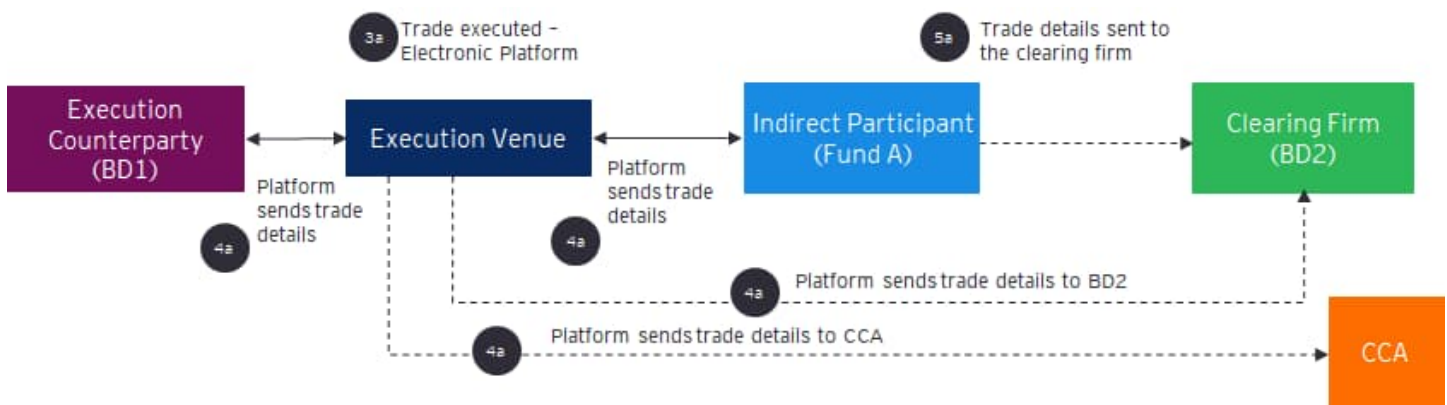 3a
Trade executed –
Electronic Platform
5a
Trade details sent to
the clearing firm
Execution
Counterparty
(BD1)
Execution Venue
Indirect Participant
(Fund A)
Clearing Firm
(BD2)
Platform
sends trade
details
4a
Platform
sends trade
details
4a
4a
Platform sends trade details to BD2
4a
Platform sends trade details to CCA
CCA